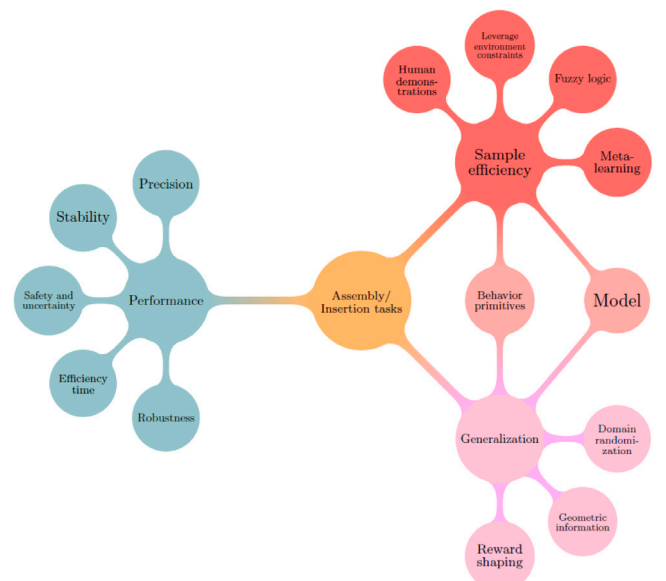 Leverage
environment
constraints
Human
demons-
trations
Fuzzy logic
Sample
efficiency
Meta-
learning
Precision
Stability
Safety and
uncertainty
Performance
Efficiency
time
Robustness
Assembly/
Insertion tasks
Behavior
primitives
Model
Generalization
Domain
randomi-
zation
Geometric
information
Reward
shaping